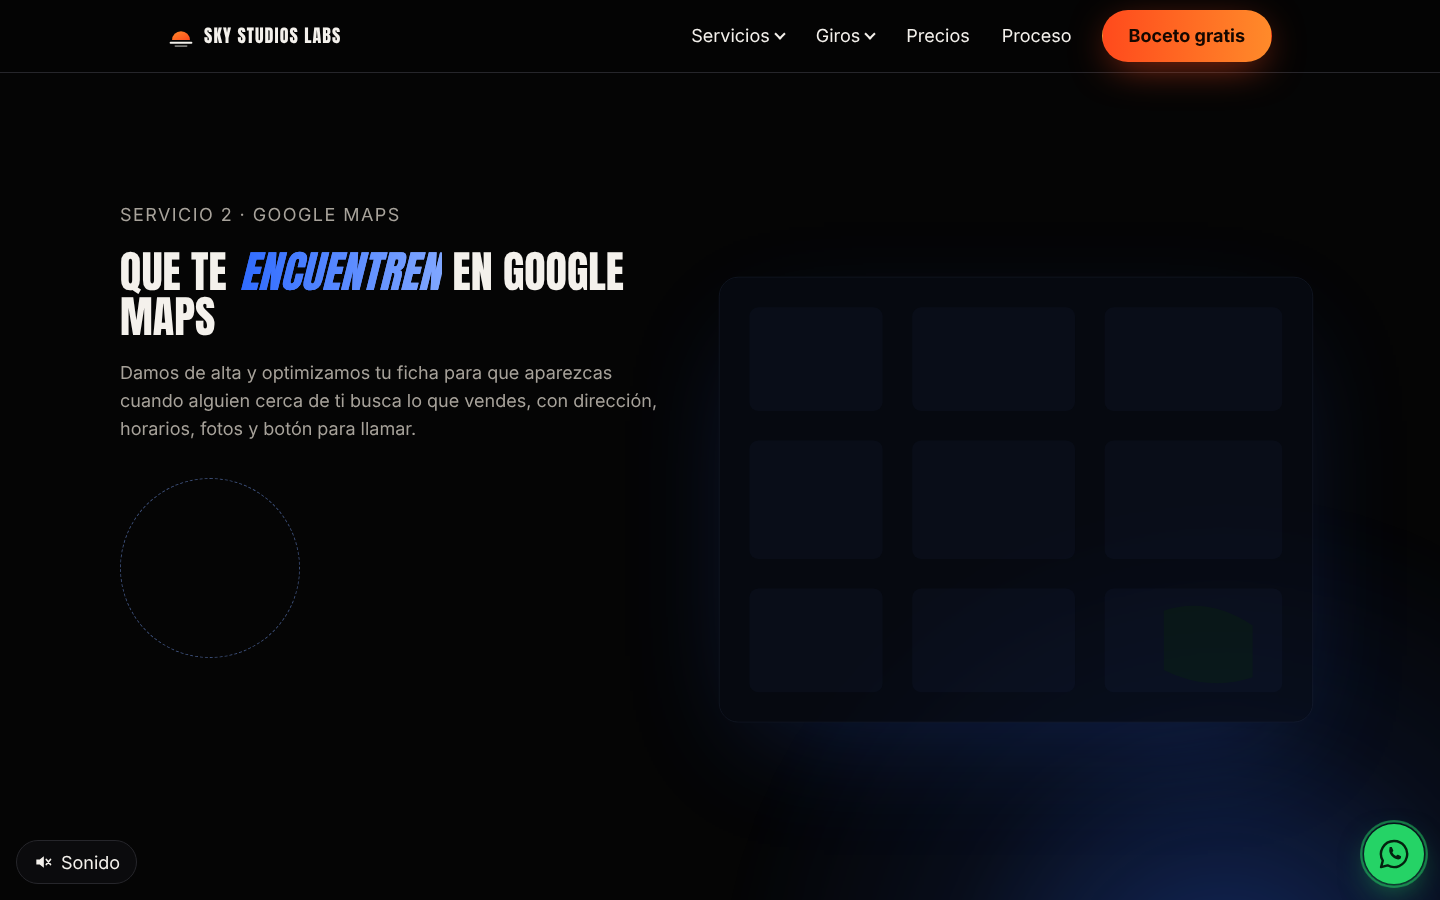 SKY STUDIOS LABS
Servicios
Giros
Precios
Proceso
Boceto gratis
SERVICIO 2 · GOOGLE MAPS
QUE TE ENCUENTREN EN GOOGLE
MAPS
Damos de alta y optimizamos tu ficha para que aparezcas
cuando alguien cerca de ti busca lo que vendes, con dirección,
horarios, fotos y botón para llamar.
Sonido